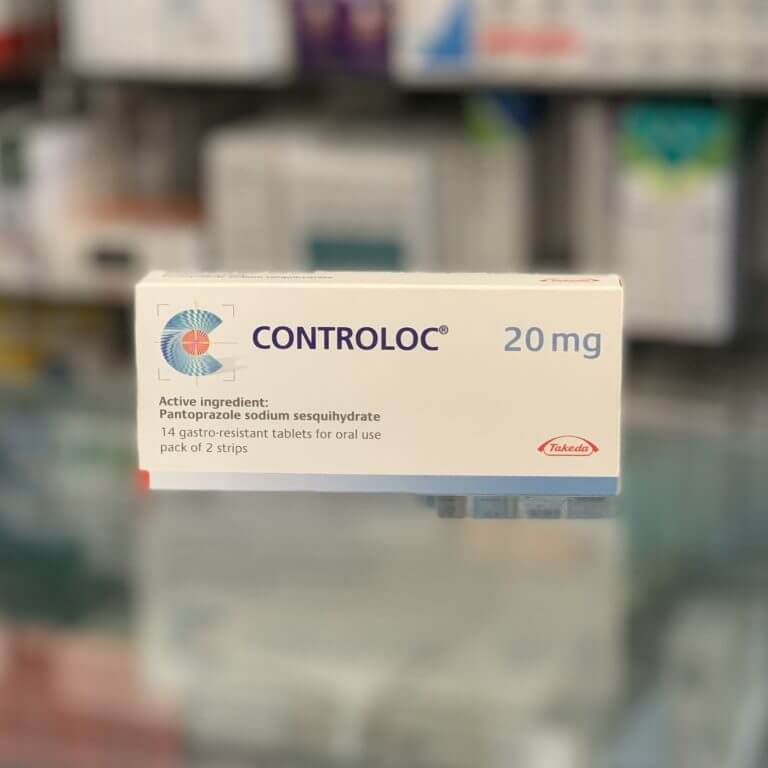 CONTROLOC® 20 mg
Active ingredient:
Pantoprazole sodium sesquihydrate
14 gastro-resistant tablets for oral use
pack of 2 strips
Takeda